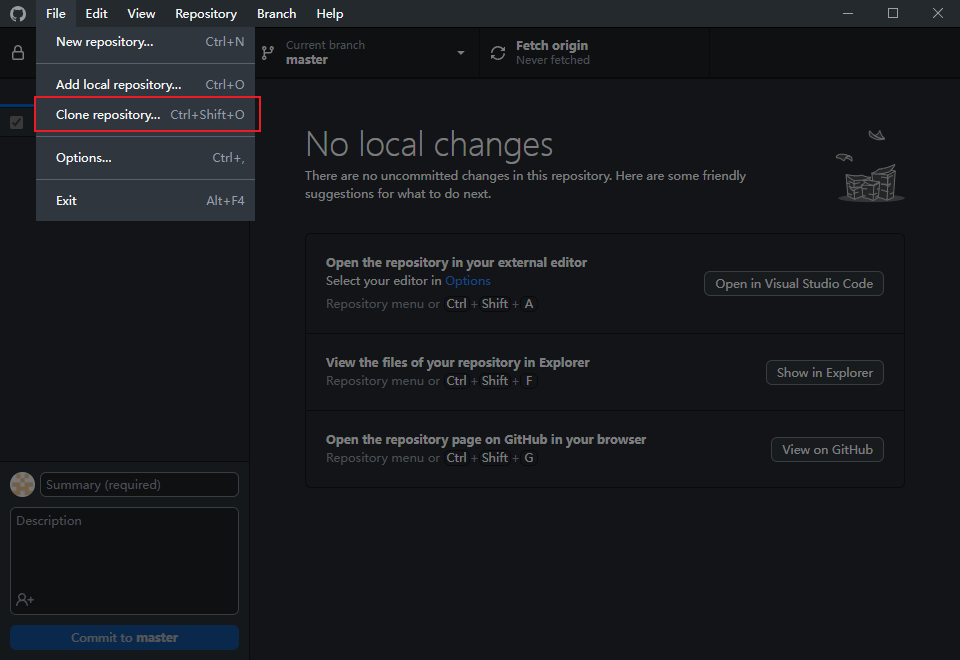 File Edit View Repository Branch Help
New repository... Ctrl+N
Add local repository... Ctrl+O
Clone repository... Ctrl+Shift+O
Options... Ctrl+,
Exit Alt+F4
Current branch
master
Fetch origin
Never fetched
No local changes
There are no uncommitted changes in this repository. Here are some friendly
suggestions for what to do next.
Open the repository in your external editor
Select your editor in Options
Repository menu or Ctrl + Shift + A
Open in Visual Studio Code
View the files of your repository in Explorer
Repository menu or Ctrl + Shift + F
Show in Explorer
Open the repository page on GitHub in your browser
Repository menu or Ctrl + Shift + G
View on GitHub
Summary (required)
Description
Commit to master